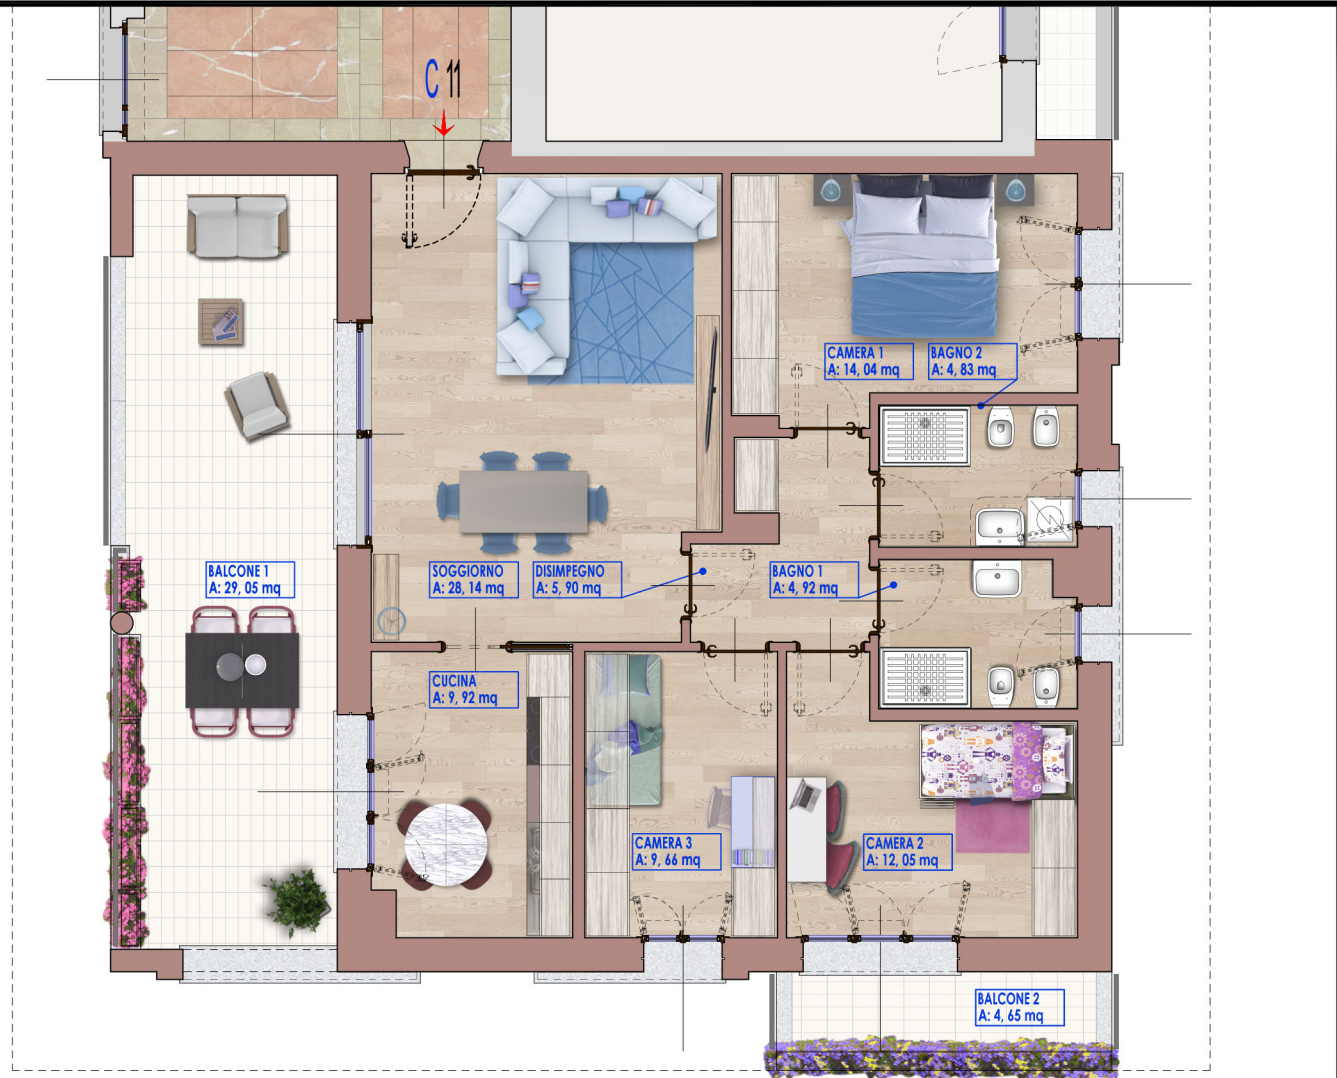 C 11
CAMERA 1
A: 14, 04 mq
BAGNO 2
A: 4, 83 mq
BALCONE 1
A: 29, 05 mq
SOGGIORNO
A: 28, 14 mq
DISIMPEGNO
A: 5, 90 mq
BAGNO 1
A: 4, 92 mq
CUCINA
A: 9, 92 mq
CAMERA 3
A: 9, 66 mq
CAMERA 2
A: 12, 05 mq
BALCONE 2
A: 4, 65 mq